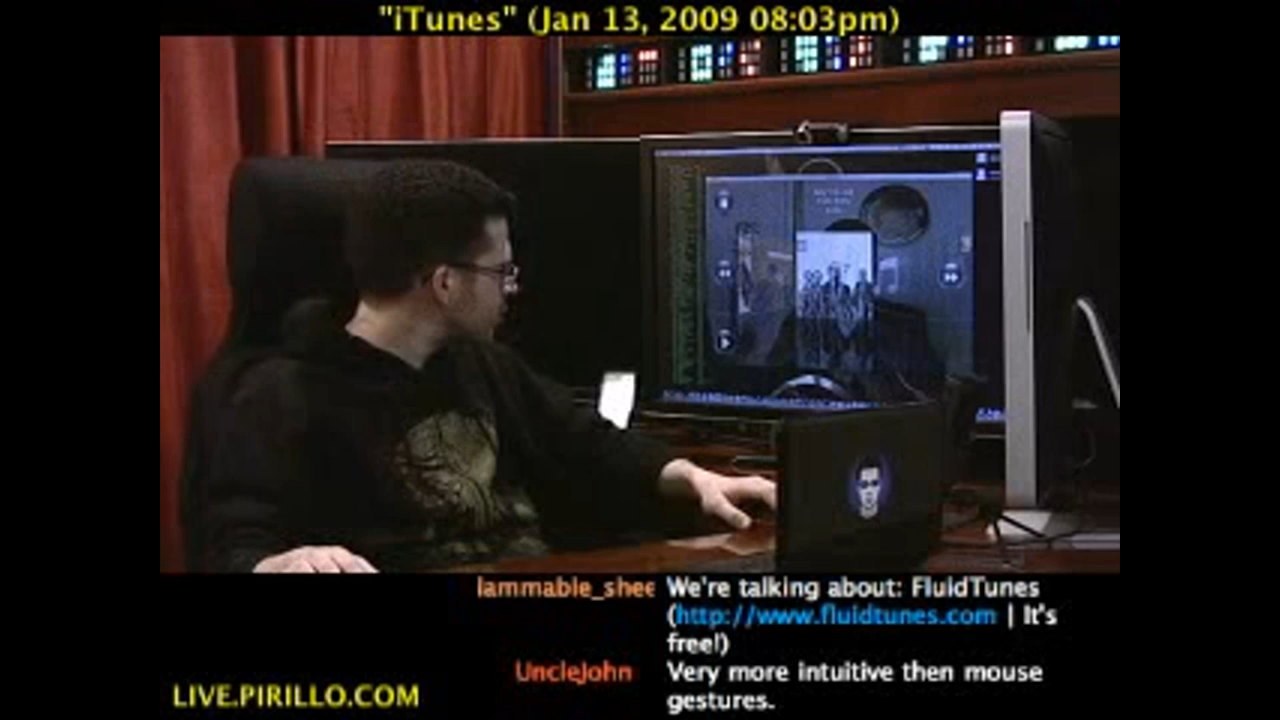 "iTunes" (Jan 13, 2009 08:03pm)
lammable_shee We're talking about: FluidTunes
(http://www.fluidtunes.com | It's
free!)
UncleJohn Very more intuitive then mouse
gestures.
LIVE.PIRILLO.COM